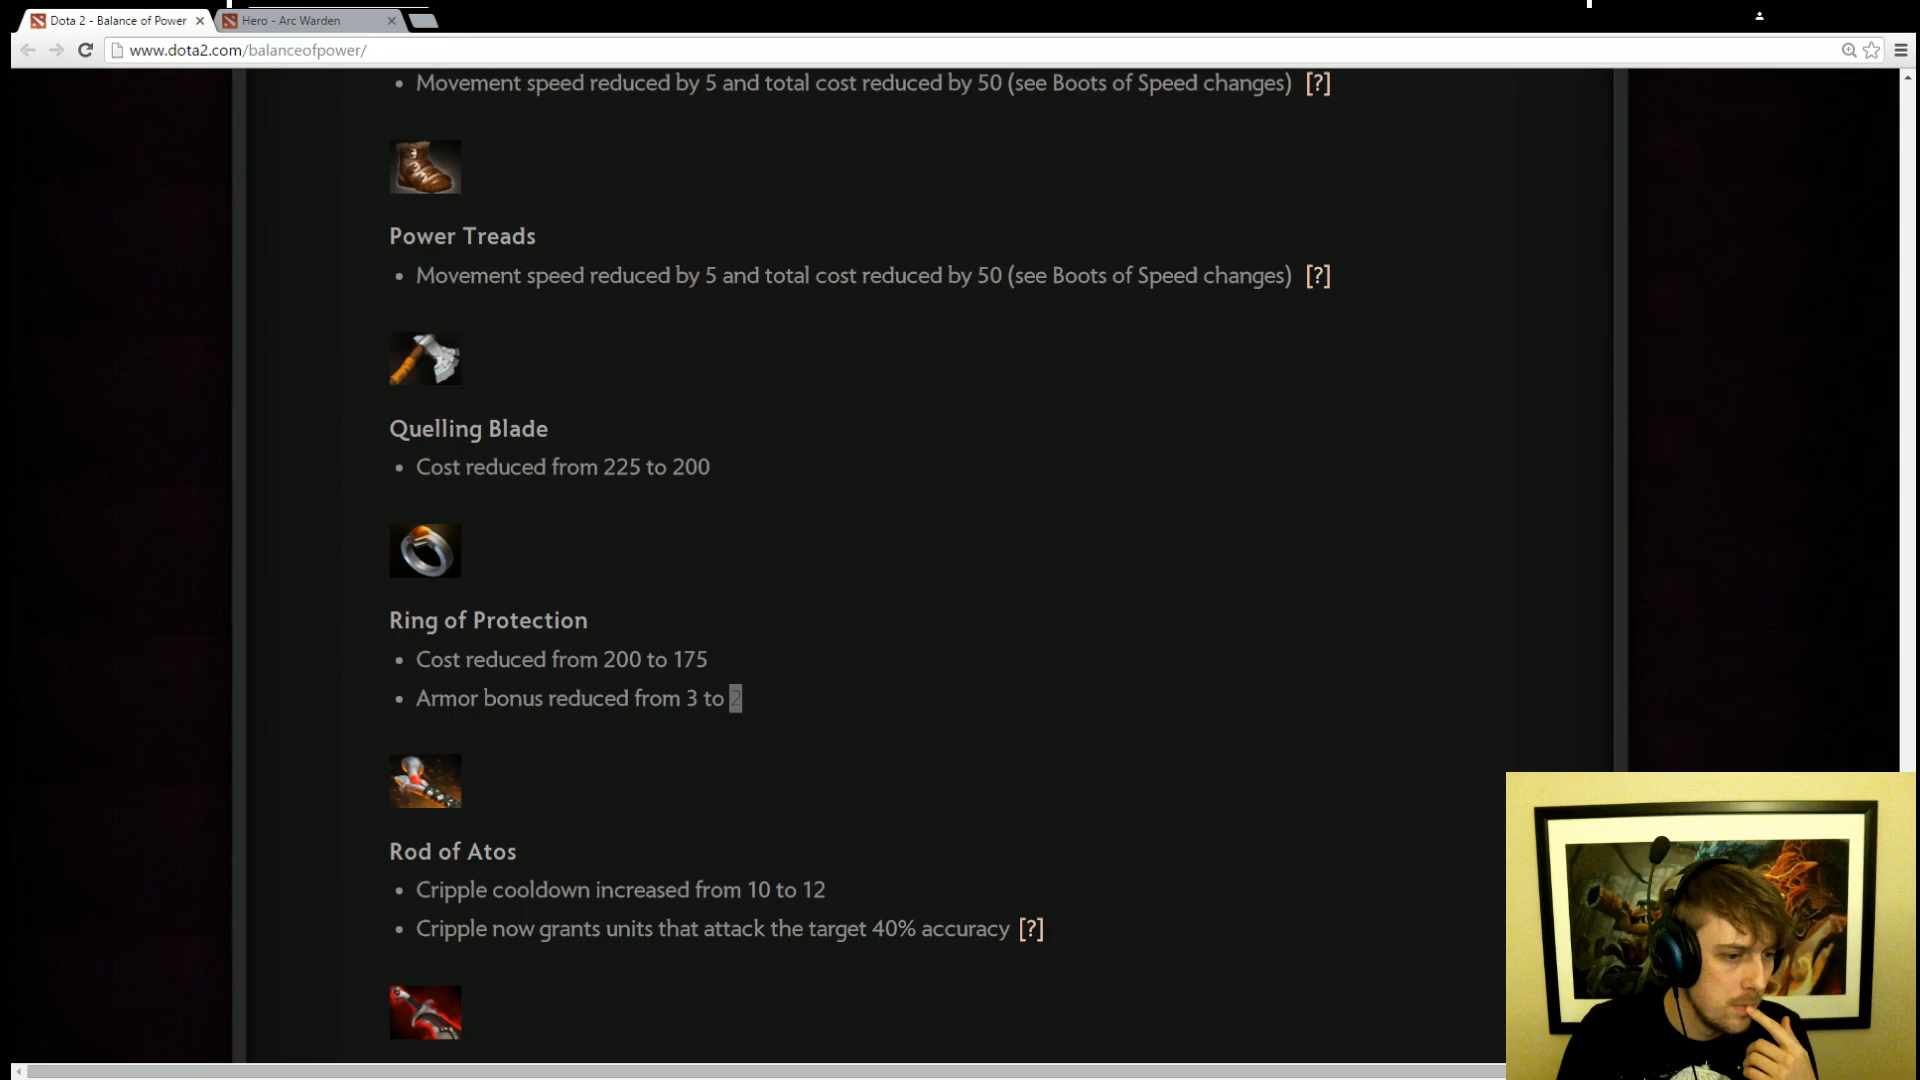 Dota 2 - Balance of Power
Hero - Arc Warden
www.dota2.com/balanceofpower/
• Movement speed reduced by 5 and total cost reduced by 50 (see Boots of Speed changes) [?]
Power Treads
• Movement speed reduced by 5 and total cost reduced by 50 (see Boots of Speed changes) [?]
Quelling Blade
• Cost reduced from 225 to 200
Ring of Protection
• Cost reduced from 200 to 175
• Armor bonus reduced from 3 to 2
Rod of Atos
• Cripple cooldown increased from 10 to 12
• Cripple now grants units that attack the target 40% accuracy [?]